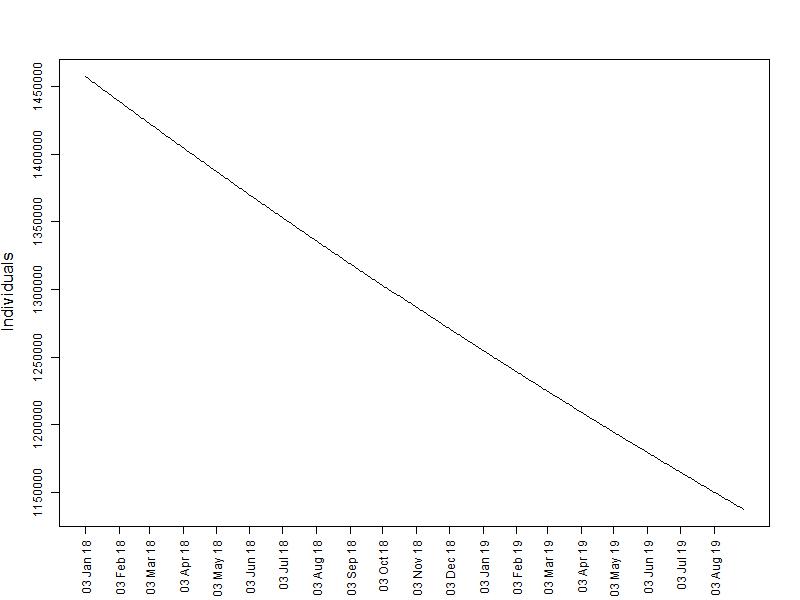 Individuals
1450000
1400000
1350000
1300000
1250000
1200000
1150000
03 Jan 18
03 Feb 18
03 Mar 18
03 Apr 18
03 May 18
03 Jun 18
03 Jul 18
03 Aug 18
03 Sep 18
03 Oct 18
03 Nov 18
03 Dec 18
03 Jan 19
03 Feb 19
03 Mar 19
03 Apr 19
03 May 19
03 Jun 19
03 Jul 19
03 Aug 19